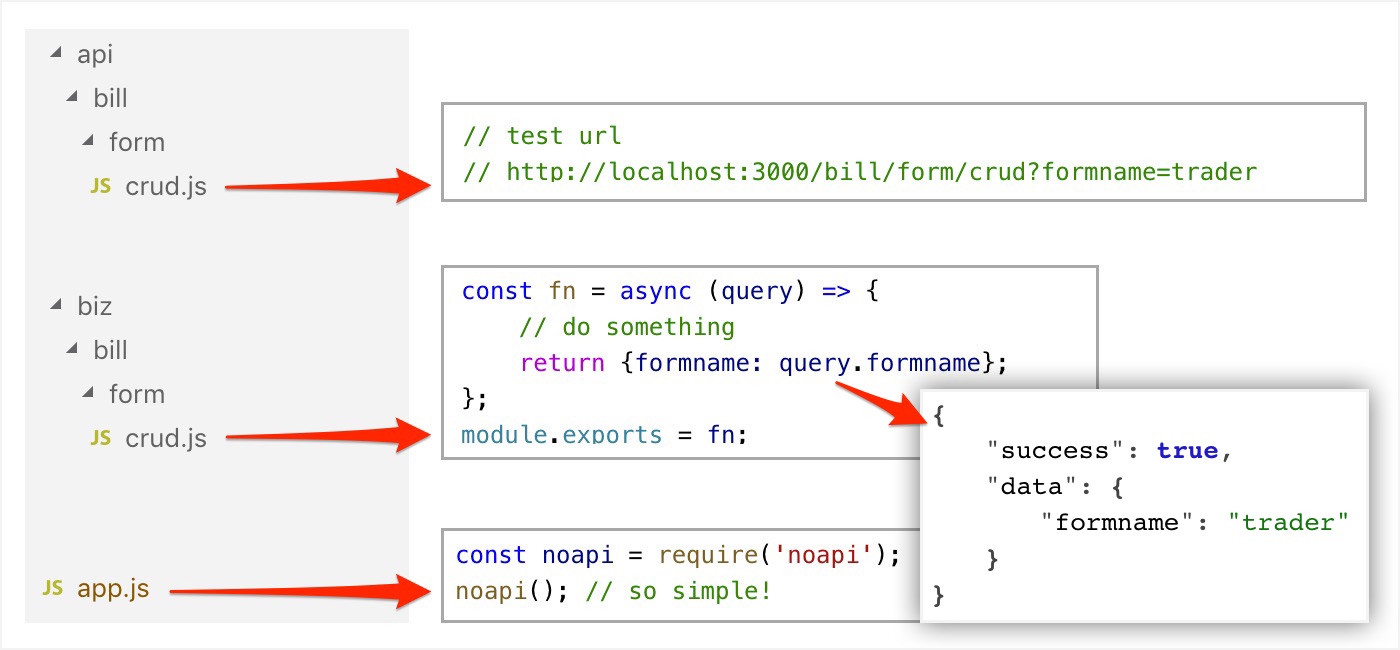 api
bill
form
JS crud.js
// test url
// http://localhost:3000/bill/form/crud?formname=trader
biz
bill
form
JS crud.js
const fn = async (query) => {
// do something
return {formname: query.formname};
};
module.exports = fn;
{
"success": true,
"data": {
"formname": "trader"
}
}
JS app.js
const noapi = require('noapi');
noapi(); // so simple!